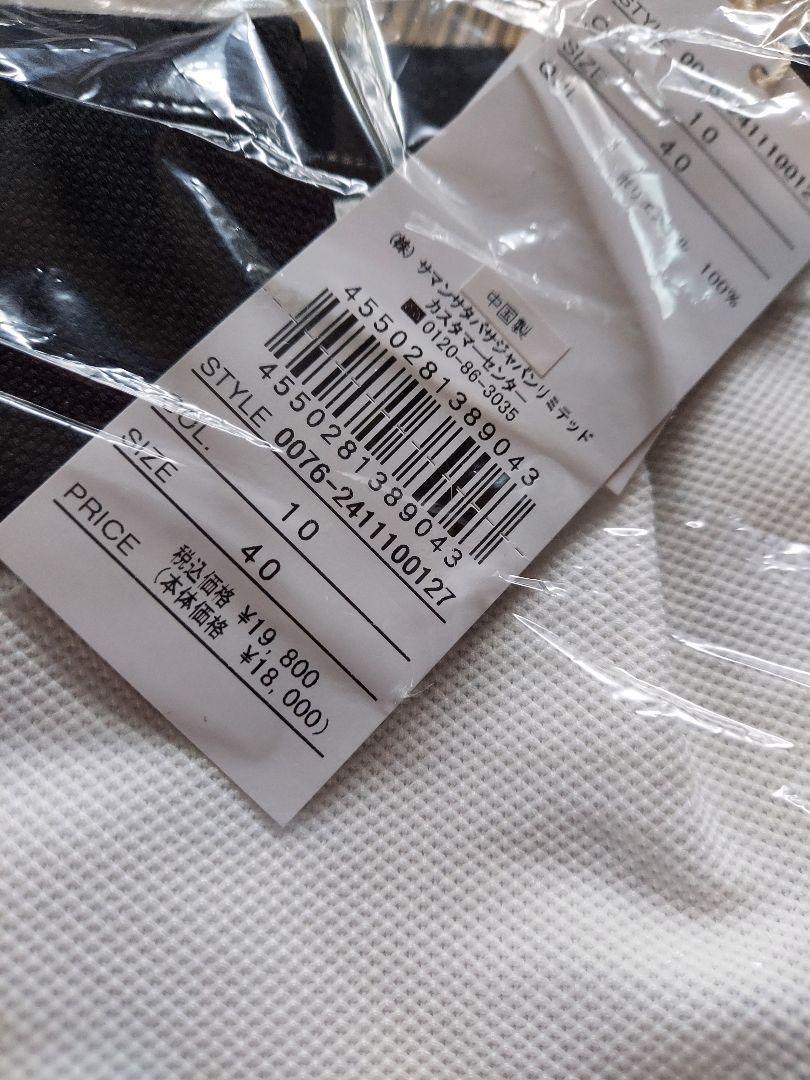 STYLE
SIZE 10
40
100%
中国製
(株)サマンサタバサジャパンリミテッド
カスタマーセンター
0120-86-3035
4550281389043
4550281389043
STYLE 0076-2411100127
COL. 10
SIZE 40
PRICE 税込価格 ¥19,800
(本体価格 ¥18,000)